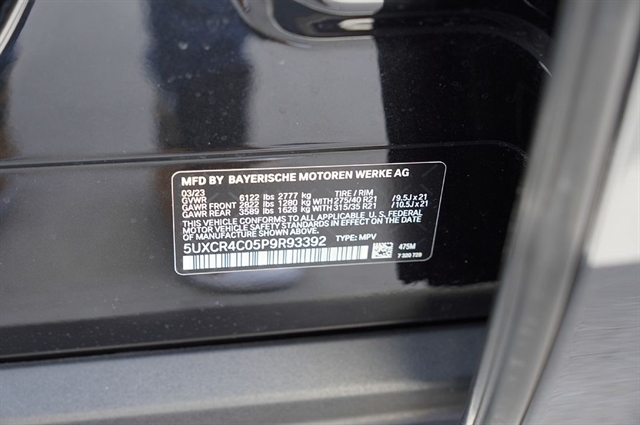 MFD BY BAYERISCHE MOTOREN WERKE AG
03/23 TIRE / RIM
GVWR 6122 lbs 2777 kg
GAWR FRONT 2822 lbs 1280 kg WITH 275/40 R21 / 9.5J x 21
GAWR REAR 3589 lbs 1628 kg WITH 315/35 R21 / 10.5J x 21
THIS VEHICLE CONFORMS TO ALL APPLICABLE U.S. FEDERAL
MOTOR VEHICLE SAFETY STANDARDS IN EFFECT ON THE
DATE OF MANUFACTURE SHOWN ABOVE.
5UXCR4C05P9R93392 TYPE: MPV
475M
7 320 720